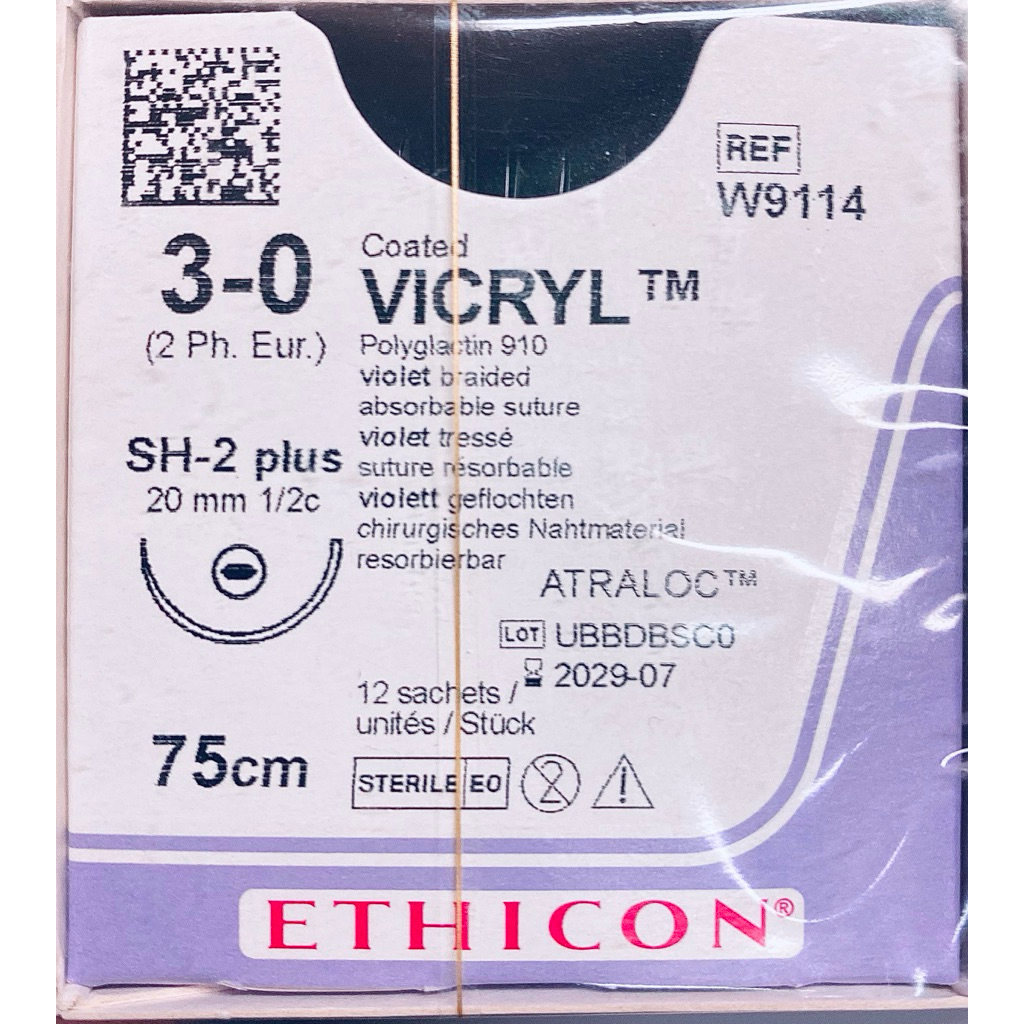 REF
W9114
3-0
(2 Ph. Eur.)
Coated
VICRYL™
Polyglactin 910
violet braided
absorbable suture
violet tressé
suture résorbable
violett geflochten
chirurgisches Nahtmaterial
resorbierbar
SH-2 plus
20 mm 1/2c
ATRALOC™
LOT UBBDBSC0
2029-07
12 sachets /
unités / Stück
75cm
STERILE EO
2
!
ETHICON®